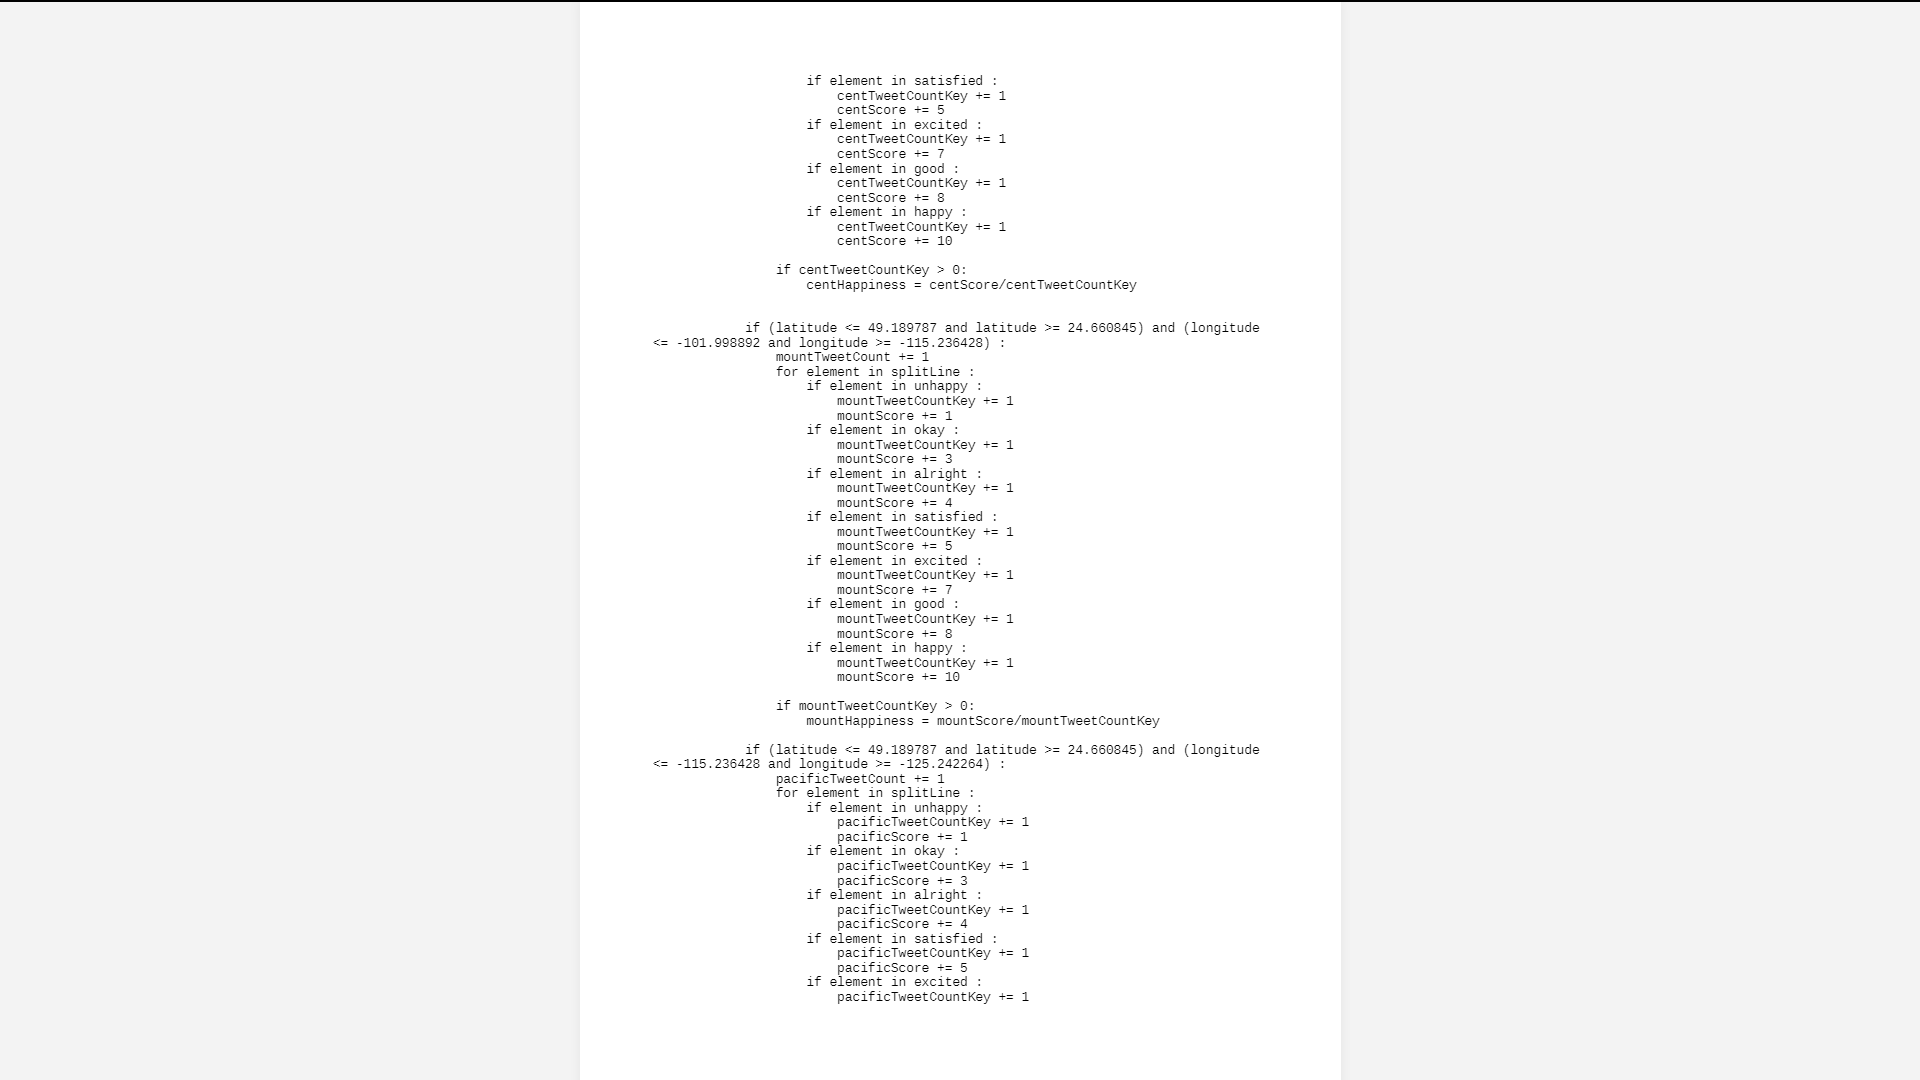 if element in satisfied :
centTweetCountKey += 1
centScore += 5
if element in excited :
centTweetCountKey += 1
centScore += 7
if element in good :
centTweetCountKey += 1
centScore += 8
if element in happy :
centTweetCountKey += 1
centScore += 10
if centTweetCountKey > 0:
centHappiness = centScore/centTweetCountKey
if (latitude <= 49.189787 and latitude >= 24.660845) and (longitude
<= -101.998892 and longitude >= -115.236428) :
mountTweetCount += 1
for element in splitLine :
if element in unhappy :
mountTweetCountKey += 1
mountScore += 1
if element in okay :
mountTweetCountKey += 1
mountScore += 3
if element in alright :
mountTweetCountKey += 1
mountScore += 4
if element in satisfied :
mountTweetCountKey += 1
mountScore += 5
if element in excited :
mountTweetCountKey += 1
mountScore += 7
if element in good :
mountTweetCountKey += 1
mountScore += 8
if element in happy :
mountTweetCountKey += 1
mountScore += 10
if mountTweetCountKey > 0:
mountHappiness = mountScore/mountTweetCountKey
if (latitude <= 49.189787 and latitude >= 24.660845) and (longitude
<= -115.236428 and longitude >= -125.242264) :
pacificTweetCount += 1
for element in splitLine :
if element in unhappy :
pacificTweetCountKey += 1
pacificScore += 1
if element in okay :
pacificTweetCountKey += 1
pacificScore += 3
if element in alright :
pacificTweetCountKey += 1
pacificScore += 4
if element in satisfied :
pacificTweetCountKey += 1
pacificScore += 5
if element in excited :
pacificTweetCountKey += 1